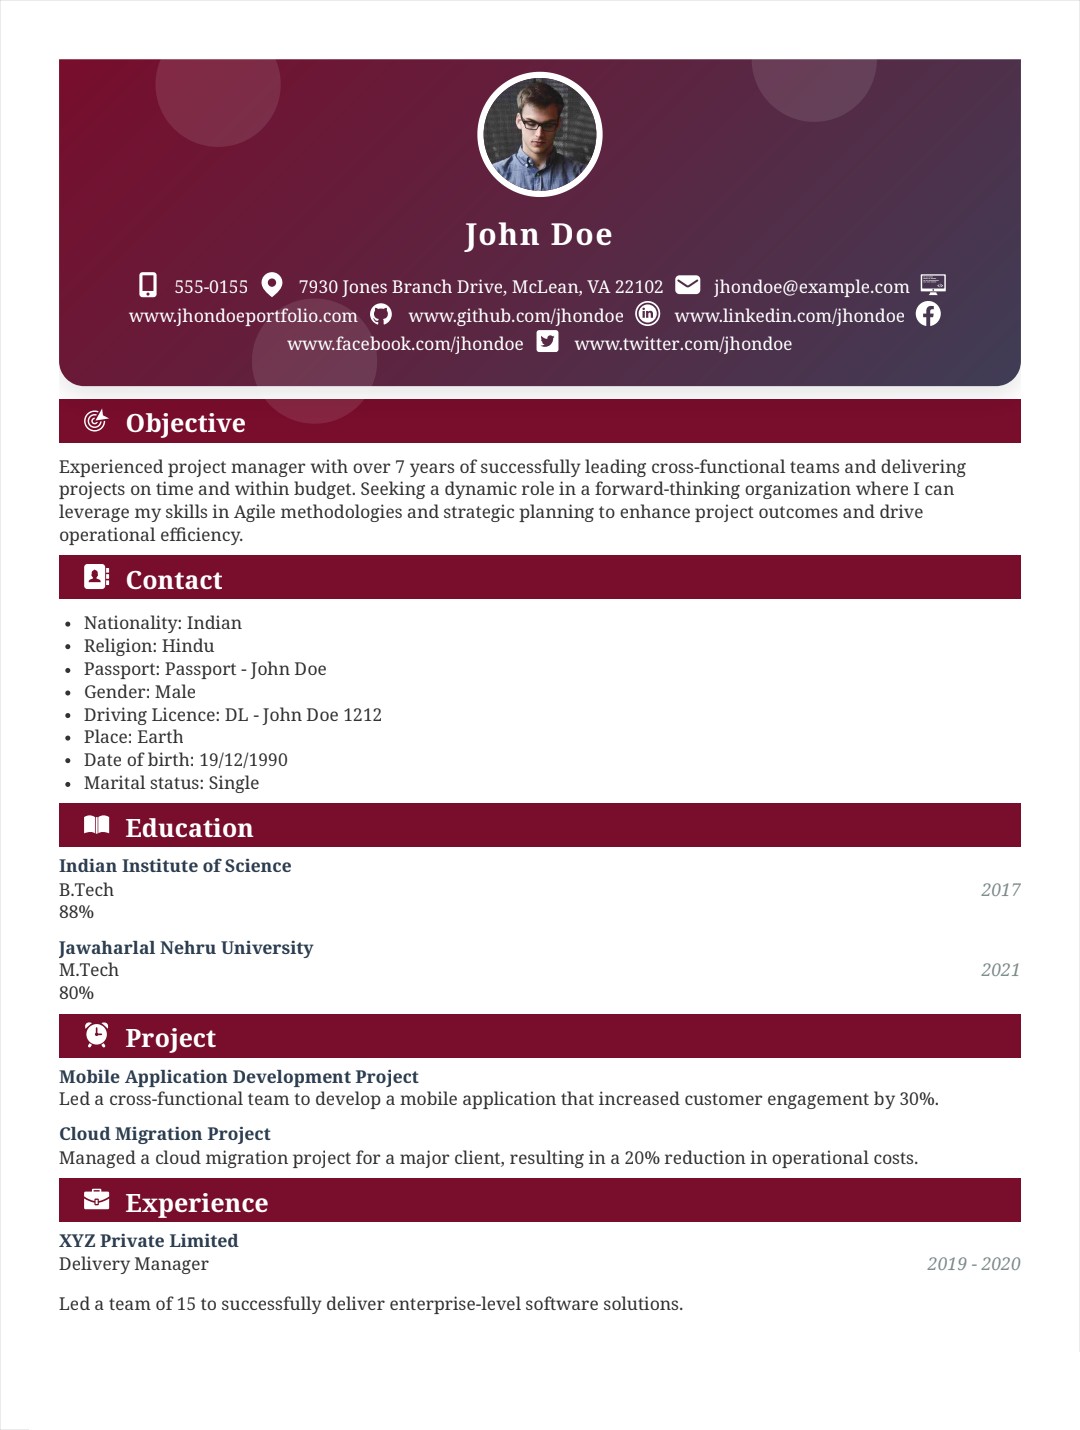 John Doe
555-0155 7930 Jones Branch Drive, McLean, VA 22102 jhondoe@example.com
www.jhondoeportfolio.com www.github.com/jhondoe www.linkedin.com/jhondoe
www.facebook.com/jhondoe www.twitter.com/jhondoe
Objective
Experienced project manager with over 7 years of successfully leading cross-functional teams and delivering
projects on time and within budget. Seeking a dynamic role in a forward-thinking organization where I can
leverage my skills in Agile methodologies and strategic planning to enhance project outcomes and drive
operational efficiency.
Contact
• Nationality: Indian
• Religion: Hindu
• Passport: Passport - John Doe
• Gender: Male
• Driving Licence: DL - John Doe 1212
• Place: Earth
• Date of birth: 19/12/1990
• Marital status: Single
Education
Indian Institute of Science
B.Tech 2017
88%
Jawaharlal Nehru University
M.Tech 2021
80%
Project
Mobile Application Development Project
Led a cross-functional team to develop a mobile application that increased customer engagement by 30%.
Cloud Migration Project
Managed a cloud migration project for a major client, resulting in a 20% reduction in operational costs.
Experience
XYZ Private Limited
Delivery Manager 2019 - 2020
Led a team of 15 to successfully deliver enterprise-level software solutions.